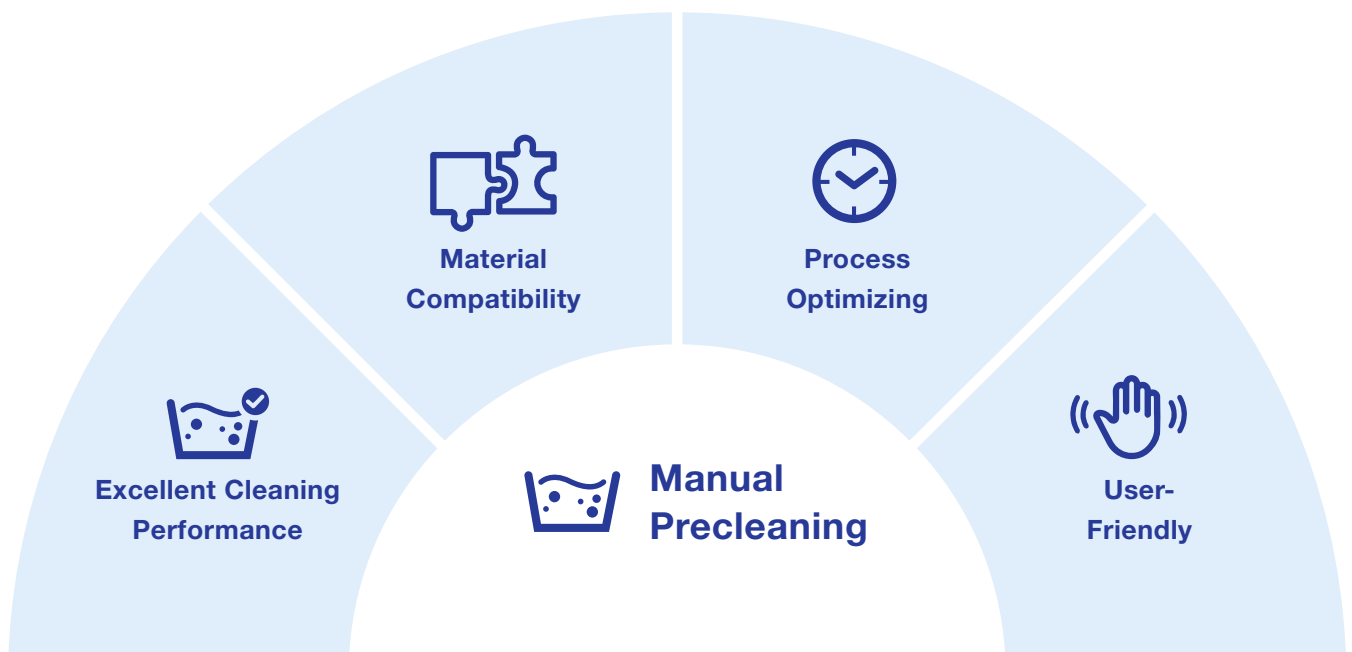 Material
Compatibility
Process
Optimizing
Excellent Cleaning
Performance
Manual
Precleaning
User-
Friendly